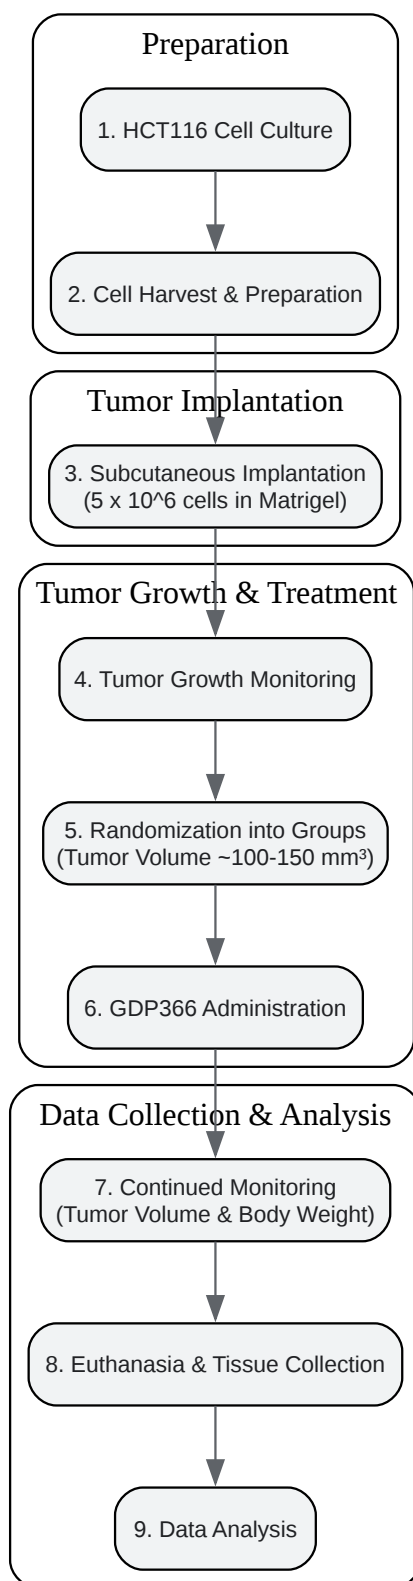 Preparation
1. HCT116 Cell Culture
2. Cell Harvest & Preparation
Tumor Implantation
3. Subcutaneous Implantation
(5 x 10^6 cells in Matrigel)
Tumor Growth & Treatment
4. Tumor Growth Monitoring
5. Randomization into Groups
(Tumor Volume ~100-150 mm³)
6. GDP366 Administration
Data Collection & Analysis
7. Continued Monitoring
(Tumor Volume & Body Weight)
8. Euthanasia & Tissue Collection
9. Data Analysis